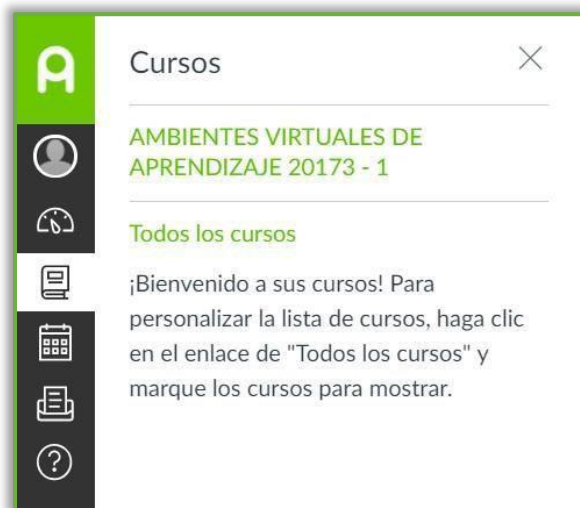 Cursos
AMBIENTES VIRTUALES DE
APRENDIZAJE 20173 - 1
Todos los cursos
¡Bienvenido a sus cursos! Para
personalizar la lista de cursos, haga clic
en el enlace de "Todos los cursos" y
marque los cursos para mostrar.